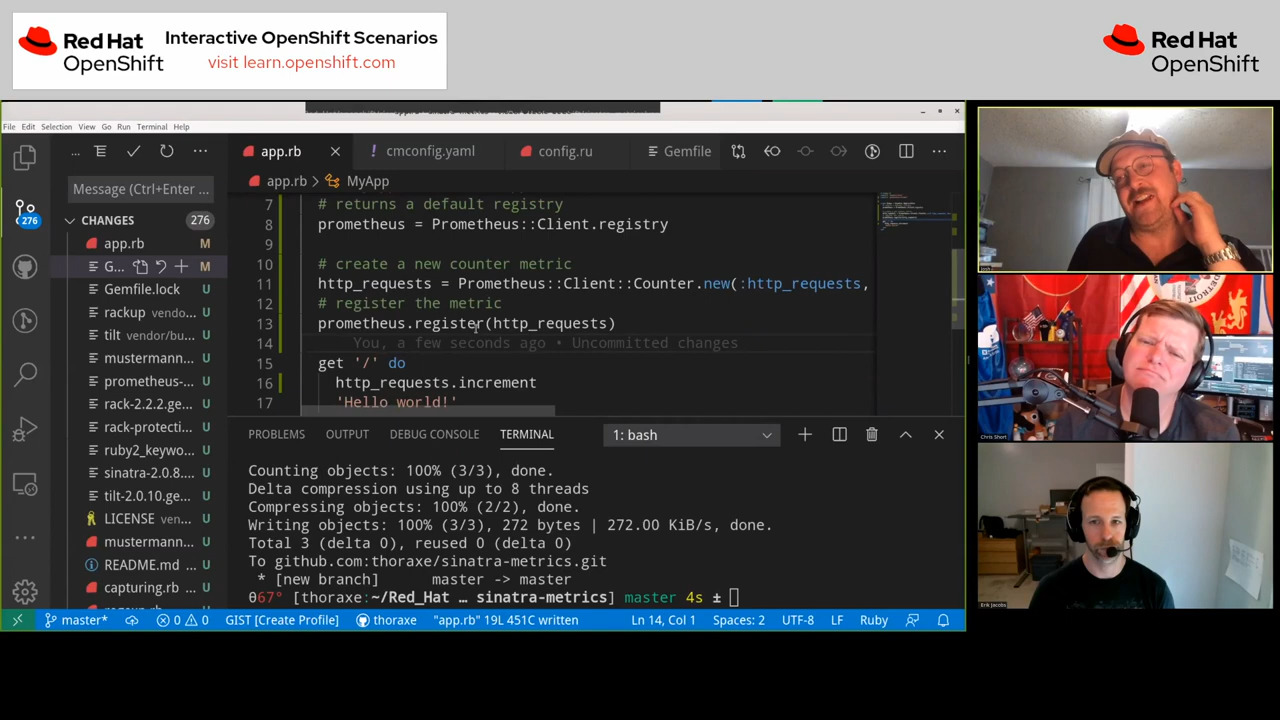 Red Hat
OpenShift
Interactive OpenShift Scenarios
visit learn.openshift.com
Red Hat
OpenShift
File Edit Selection View Go Run Terminal Help
... app.rb cmconfig.yaml config.ru Gemfile
Message (Ctrl+Enter ...
app.rb > MyApp
276
CHANGES 276
app.rb M
G... M
Gemfile.lock U
rackup vendo... U
tilt vendor/bu... U
mustermann... U
prometheus-... U
rack-2.2.2.ge... U
rack-protecti... U
ruby2_keywo... U
sinatra-2.0.8.... U
tilt-2.0.10.ge... U
LICENSE ven... U
mustermann... U
README.md ... U
capturing.rb ... U
7 # returns a default registry
8 prometheus = Prometheus::Client.registry
9
10 # create a new counter metric
11 http_requests = Prometheus::Client::Counter.new(:http_requests,
12 # register the metric
13 prometheus.register(http_requests)
14 You, a few seconds ago • Uncommitted changes
15 get '/' do
16 http_requests.increment
17 'Hello world!'
PROBLEMS OUTPUT DEBUG CONSOLE TERMINAL 1: bash
Counting objects: 100% (3/3), done.
Delta compression using up to 8 threads
Compressing objects: 100% (2/2), done.
Writing objects: 100% (3/3), 272 bytes | 272.00 KiB/s, done.
Total 3 (delta 0), reused 0 (delta 0)
To github.com:thoraxe/sinatra-metrics.git
* [new branch] master -> master
θ67° [thoraxe:~/Red_Hat … sinatra-metrics] master 4s ±
master* 0 0 GIST [Create Profile] thoraxe "app.rb" 19L 451C written Ln 14, Col 1 Spaces: 2 UTF-8 LF Ruby
Chris Short
Erik Jacobs